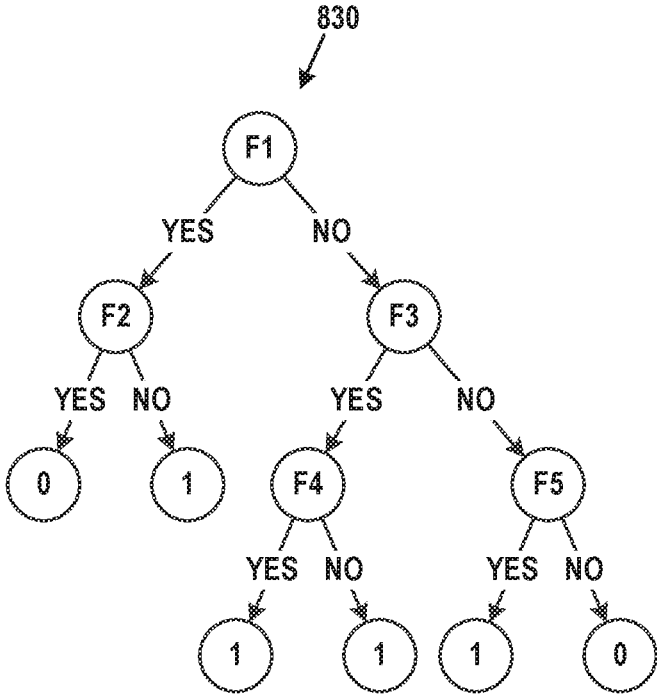 830
F1
YES NO
F2 F3
YES NO YES NO
0 1 F4 F5
YES NO YES NO
1 1 1 0